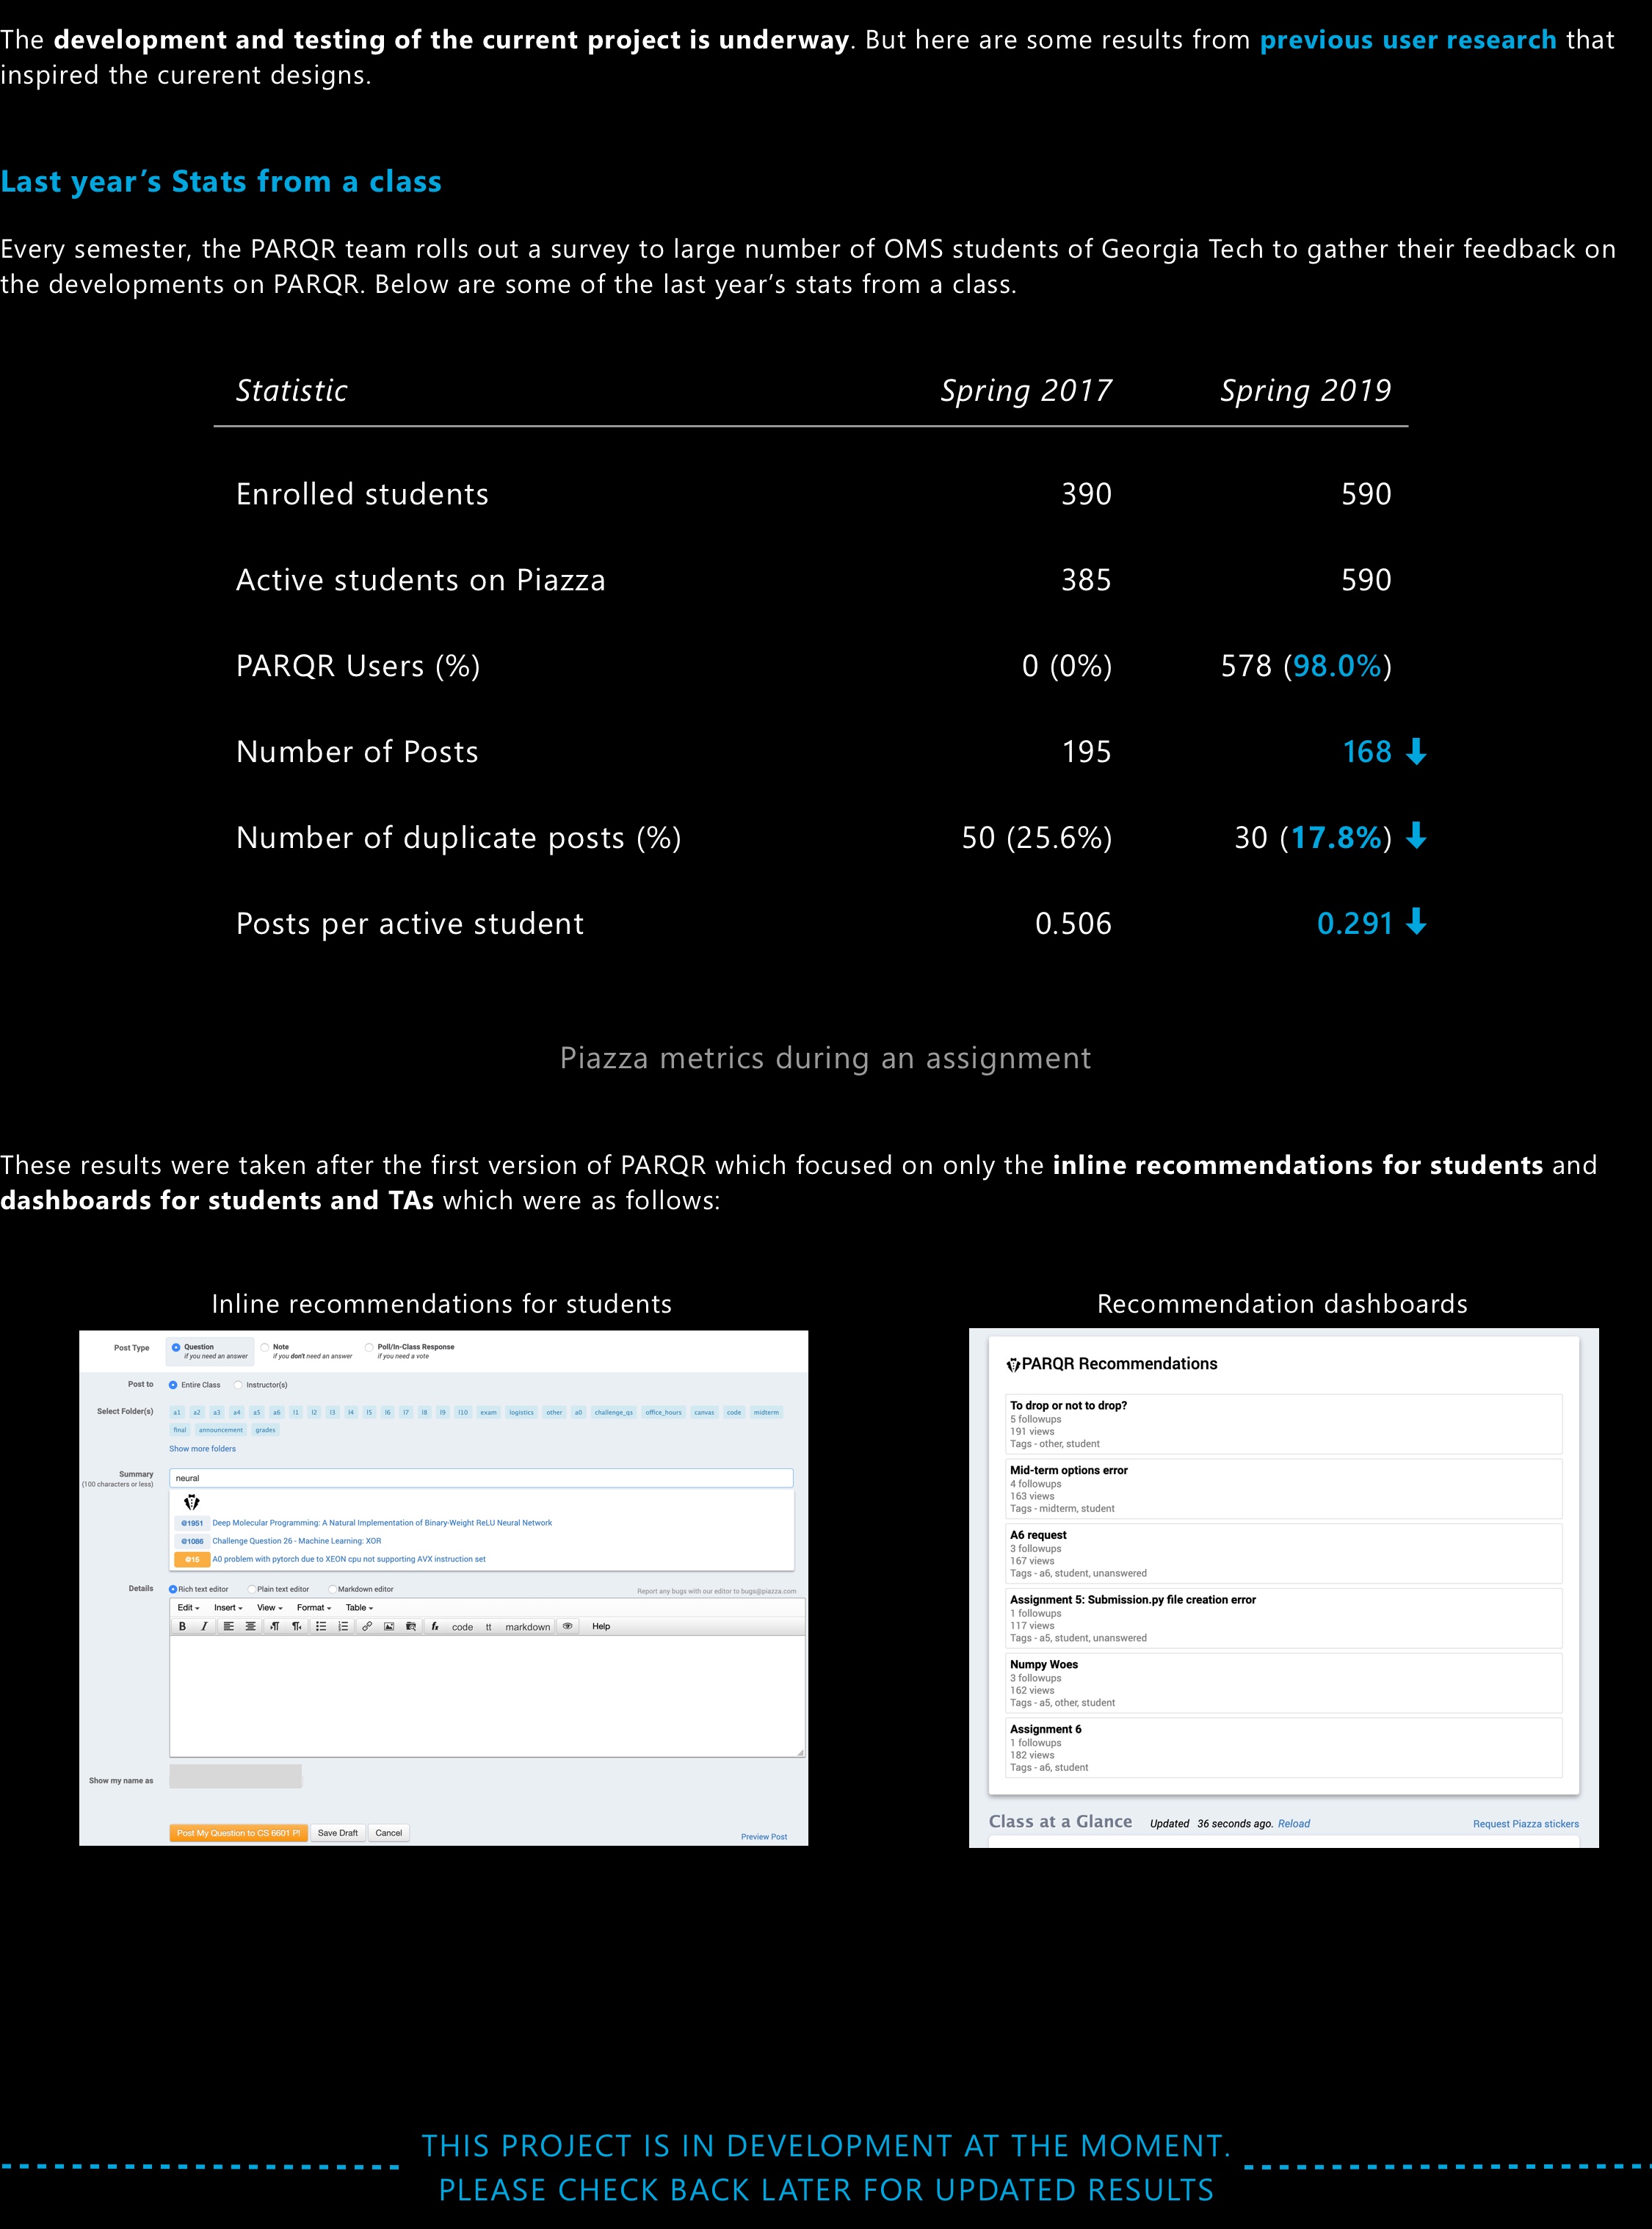 The development and testing of the current project is underway. But here are some results from previous user research that
inspired the curerent designs.
Last year’s Stats from a class
Every semester, the PARQR team rolls out a survey to large number of OMS students of Georgia Tech to gather their feedback on
the developments on PARQR. Below are some of the last year’s stats from a class.
Statistic Spring 2017 Spring 2019
Enrolled students 390 590
Active students on Piazza 385 590
PARQR Users (%) 0 (0%) 578 (98.0%)
Number of Posts 195 168
Number of duplicate posts (%) 50 (25.6%) 30 (17.8%)
Posts per active student 0.506 0.291
Piazza metrics during an assignment
These results were taken after the first version of PARQR which focused on only the inline recommendations for students and
dashboards for students and TAs which were as follows:
Inline recommendations for students
Post Type Question Note Poll/In-Class Response
if you need an answer if you don't need an answer if you need a vote
Post to Entire Class Instructor(s)
Select Folder(s) a1 a2 a3 a4 a5 a6 l1 l2 l3 l4 l5 l6 l7 l8 l9 l10 exam logistics other a0 challenge_qs office_hours canvas code midterm
final announcement grades
Show more folders
Summary
(100 characters or less)
neural
@1951 Deep Molecular Programming: A Natural Implementation of Binary-Weight ReLU Neural Network
@1086 Challenge Question 26 - Machine Learning: XOR
@15 A0 problem with pytorch due to XEON cpu not supporting AVX instruction set
Details Rich text editor Plain text editor Markdown editor Report any bugs with our editor to bugs@piazza.com
Edit Insert View Format Table
B I fx code tt markdown Help
Show my name as
Post My Question to CS 6601 P! Save Draft Cancel
Preview Post
Recommendation dashboards
PARQR Recommendations
To drop or not to drop?
5 followups
191 views
Tags - other, student
Mid-term options error
4 followups
163 views
Tags - midterm, student
A6 request
3 followups
167 views
Tags - a6, student, unanswered
Assignment 5: Submission.py file creation error
1 followups
117 views
Tags - a5, student, unanswered
Numpy Woes
3 followups
162 views
Tags - a5, other, student
Assignment 6
1 followups
182 views
Tags - a6, student
Class at a Glance Updated 36 seconds ago. Reload Request Piazza stickers
THIS PROJECT IS IN DEVELOPMENT AT THE MOMENT.
PLEASE CHECK BACK LATER FOR UPDATED RESULTS